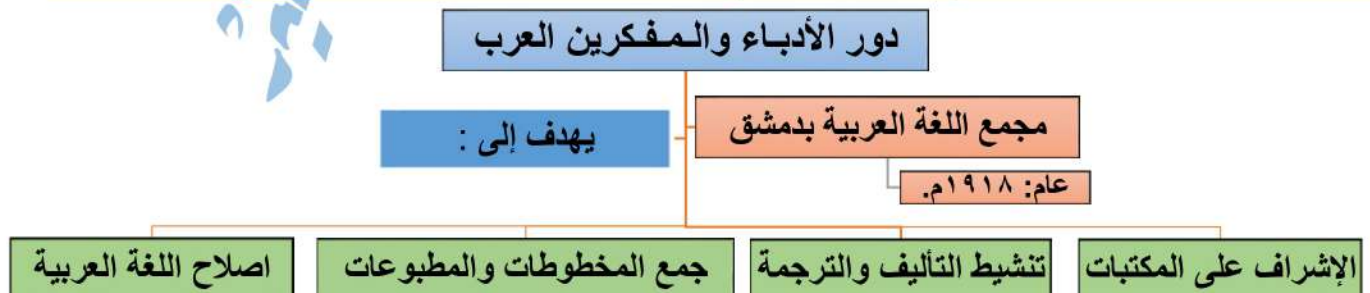 دور الأدباء والمفكرين العرب
مجمع اللغة العربية بدمشق
يهدف إلى :
عام: ١٩١٨م.
الإشراف على المكتبات
تنشيط التأليف والترجمة
جمع المخطوطات والمطبوعات
اصلاح اللغة العربية